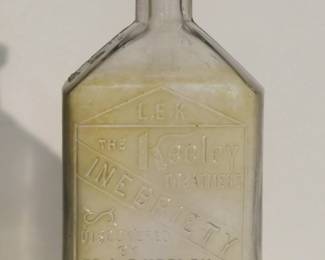 L.E.K
THE Keeley
TREATMENT
INEBRIETY
DISCOVERED
BY